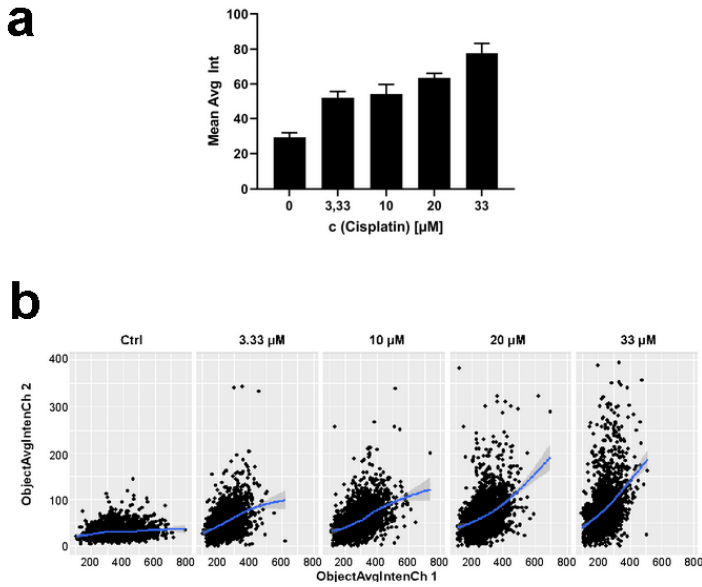 a
100
80
60
40
20
0
Mean Avg Int
0 3,33 10 20 33
c (Cisplatin) [µM]
b
Ctrl 3.33 µM 10 µM 20 µM 33 µM
400
300
200
100
0
ObjectAvgIntenCh 2
200 400 600 800 200 400 600 800 200 400 600 800 200 400 600 800 200 400 600 800
ObjectAvgIntenCh 1